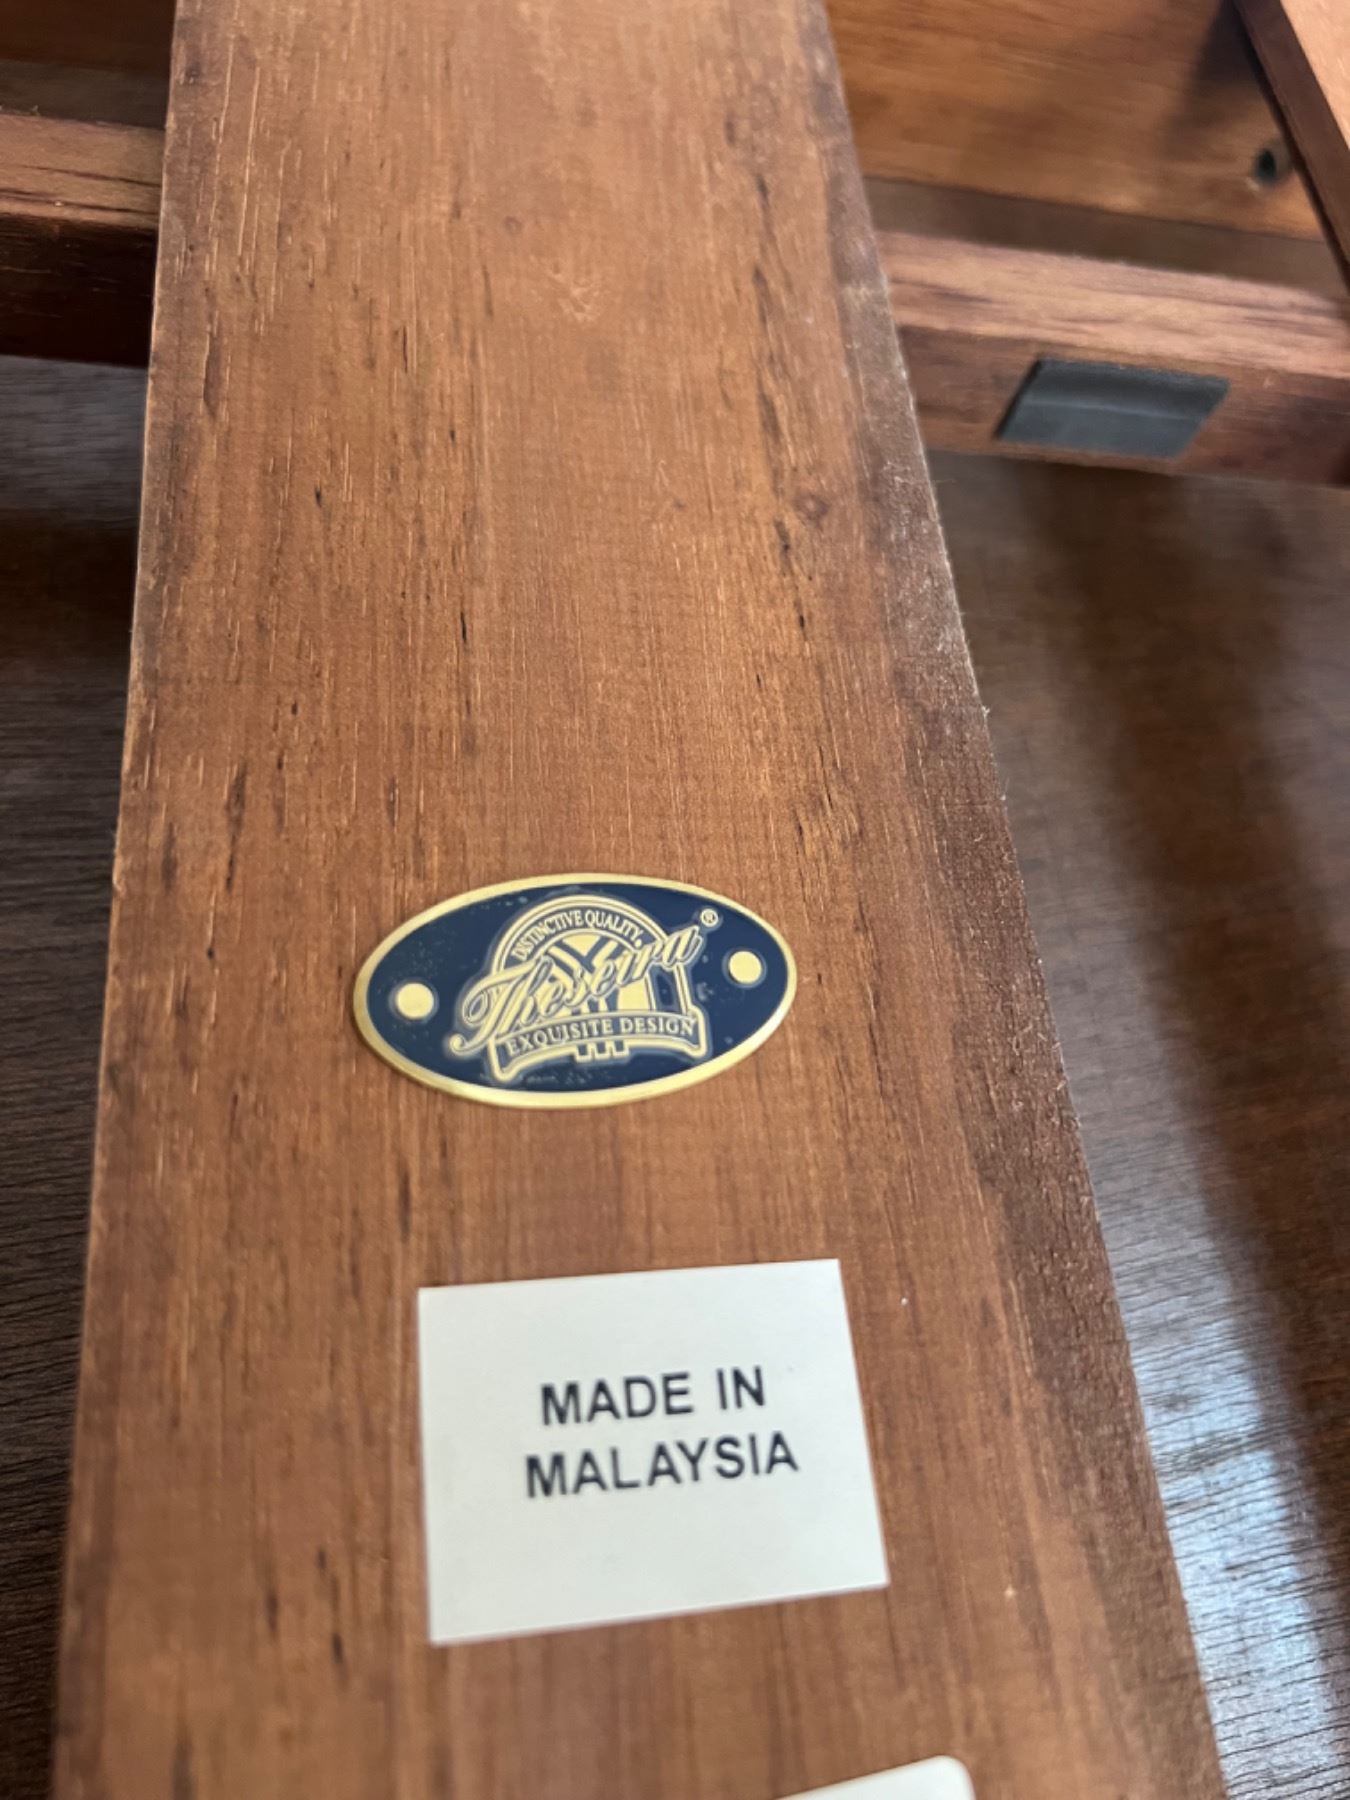 DISTINCTIVE QUALITY
Theseira®
EXQUISITE DESIGN
MADE IN
MALAYSIA